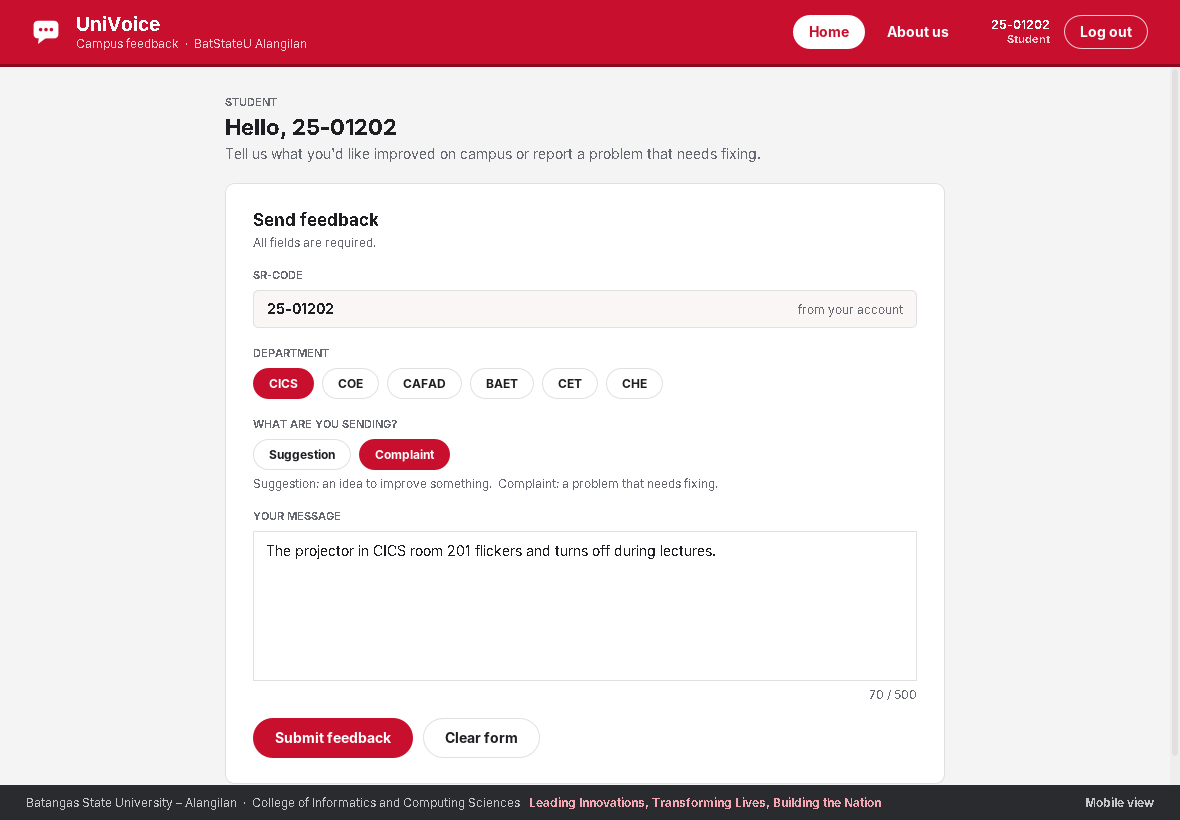 UniVoice
Campus feedback · BatStateU Alangilan
Home
About us
25-01202
Student
Log out
STUDENT
Hello, 25-01202
Tell us what you'd like improved on campus or report a problem that needs fixing.
Send feedback
All fields are required.
SR-CODE
25-01202
from your account
DEPARTMENT
CICS COE CAFAD BAET CET CHE
WHAT ARE YOU SENDING?
Suggestion Complaint
Suggestion: an idea to improve something. Complaint: a problem that needs fixing.
YOUR MESSAGE
The projector in CICS room 201 flickers and turns off during lectures.
70 / 500
Submit feedback Clear form
Batangas State University – Alangilan · College of Informatics and Computing Sciences Leading Innovations, Transforming Lives, Building the Nation Mobile view